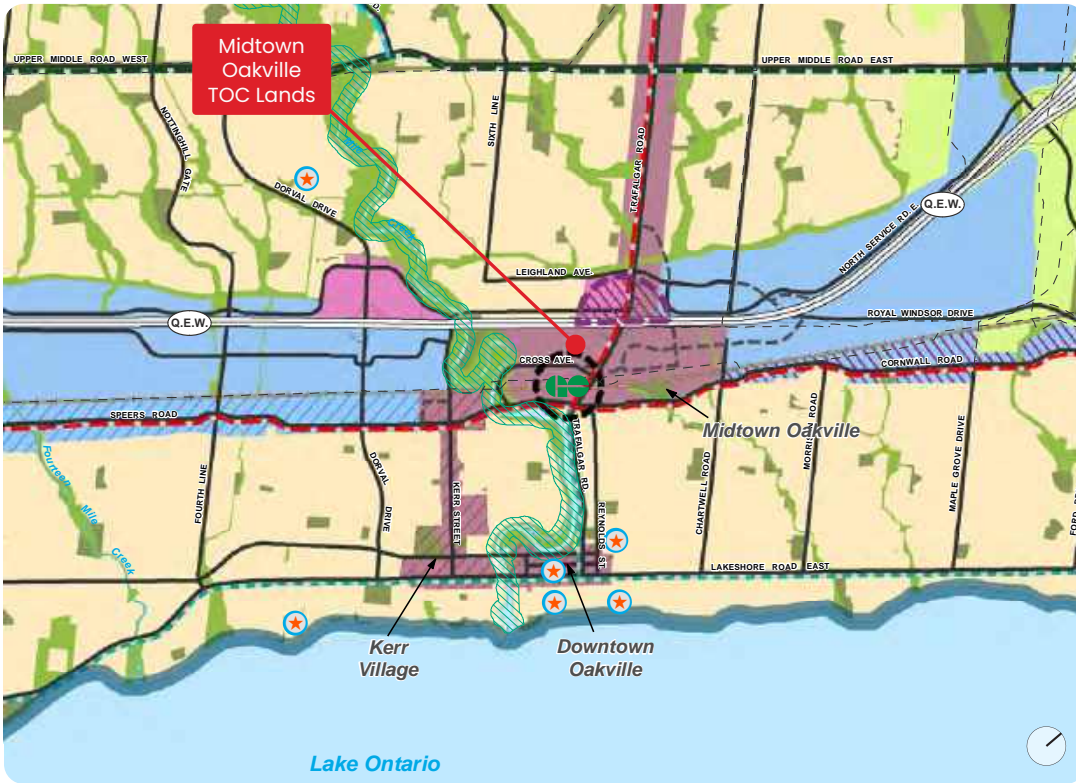 Midtown
Oakville
TOC Lands
UPPER MIDDLE ROAD WEST
UPPER MIDDLE ROAD EAST
NOTTINGHILL GATE
SIXTH LINE
TRAFALGAR ROAD
DORVAL DRIVE
Q.E.W.
NORTH SERVICE RD. E.
LEIGHLAND AVE.
Q.E.W.
ROYAL WINDSOR DRIVE
CROSS AVE.
CORNWALL ROAD
SPEERS ROAD
Midtown Oakville
TRAFALGAR RD.
Fourteen
Mile
Creek
FOURTH LINE
DORVAL
DRIVE
KERR STREET
REYNOLDS ST.
CHARTWELL ROAD
MORRISON ROAD
MAPLE GROVE DRIVE
LAKESHORE ROAD EAST
Kerr
Village
Downtown
Oakville
Lake Ontario